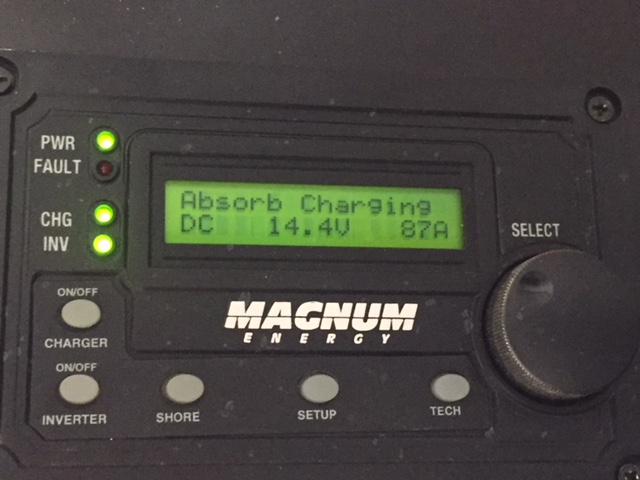 PWR
FAULT
CHG
INV
Absorb Charging
DC 14.4V 87A
SELECT
ON/OFF
CHARGER
MAGNUM
ENERGY
ON/OFF
INVERTER
SHORE
SETUP
TECH